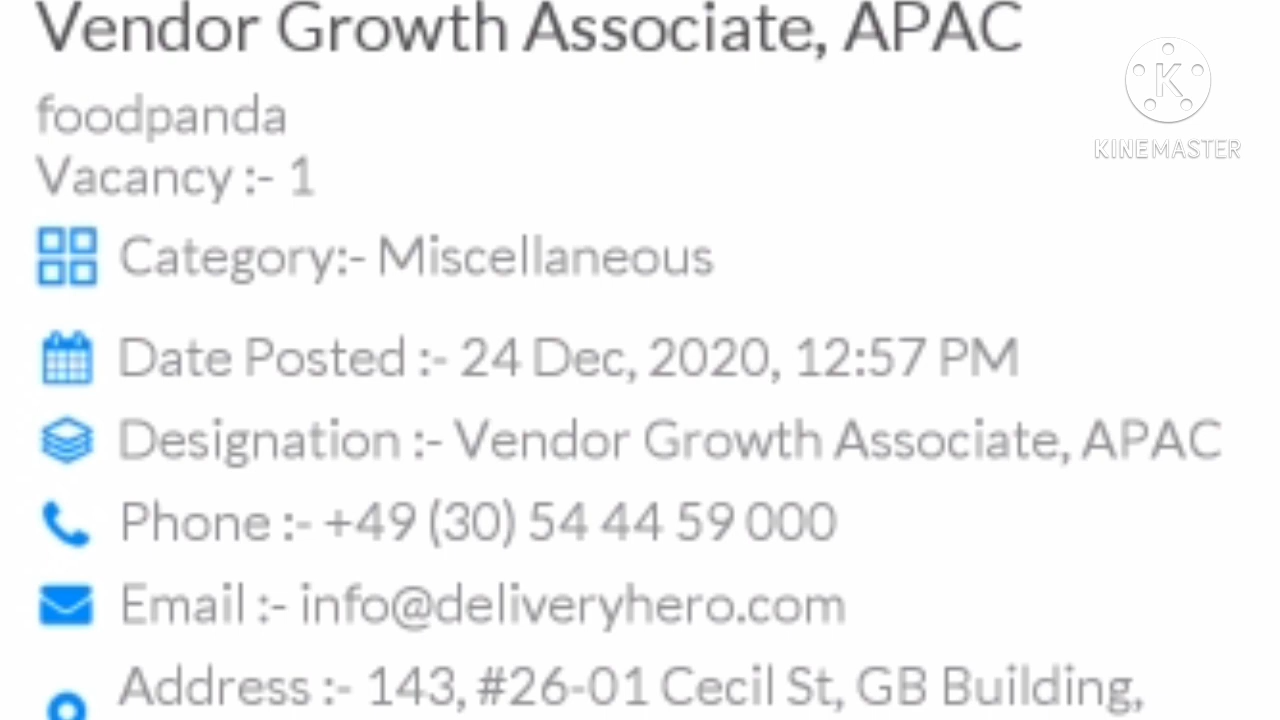 Vendor Growth Associate, APAC
foodpanda
Vacancy :- 1
Category:- Miscellaneous
Date Posted :- 24 Dec, 2020, 12:57 PM
Designation :- Vendor Growth Associate, APAC
Phone :- +49 (30) 54 44 59 000
Email :- info@deliveryhero.com
Address :- 143, #26-01 Cecil St, GB Building,
K
KINEMASTER